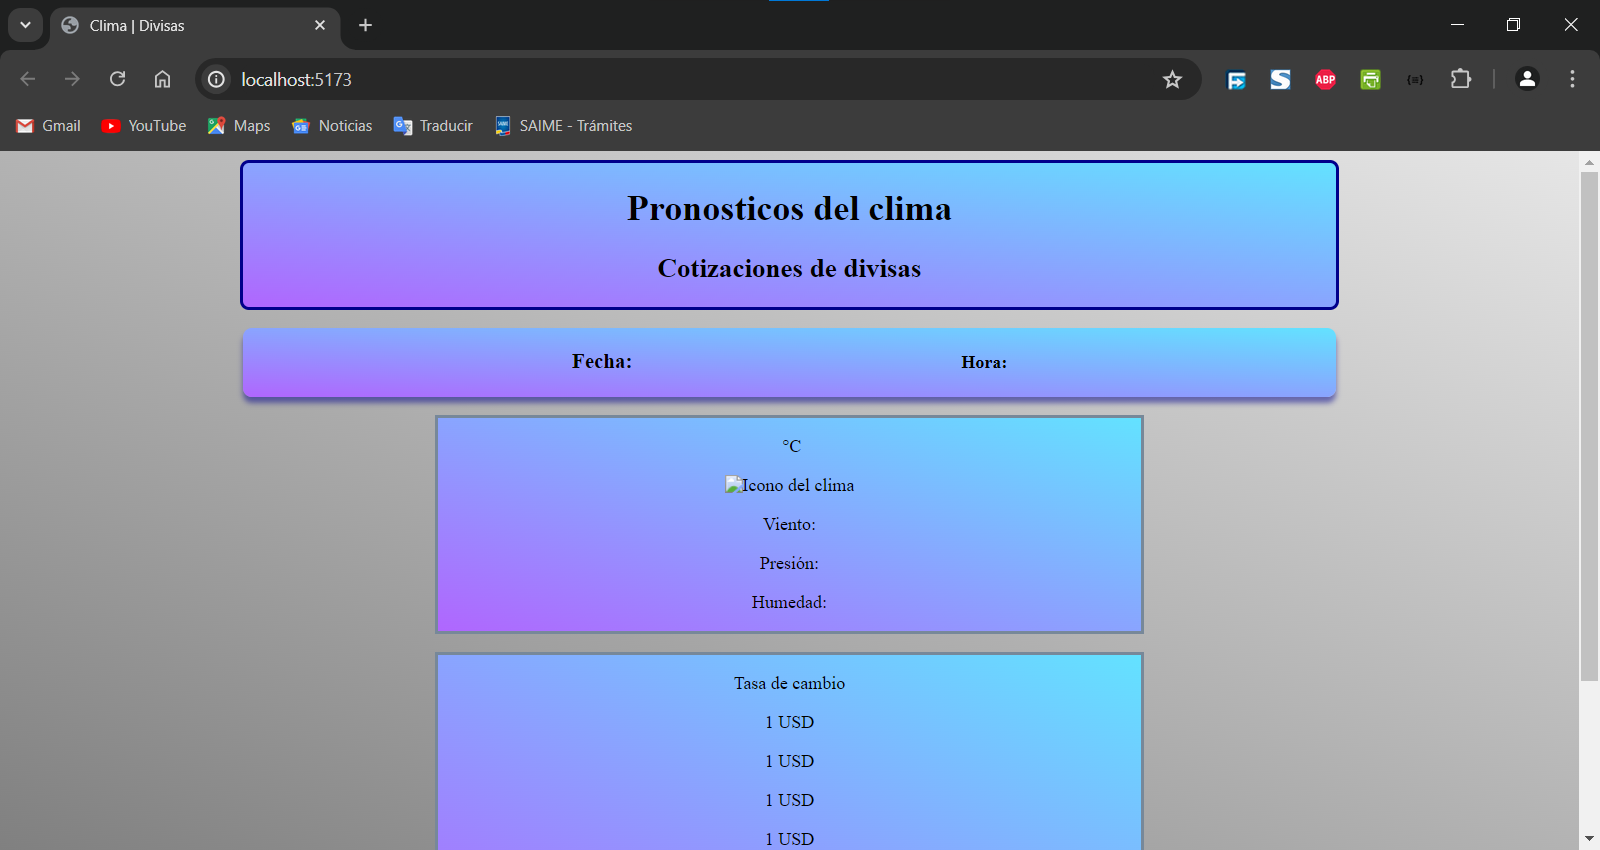 Clima | Divisas
localhost:5173
ABP
Gmail
YouTube
Maps
Noticias
Traducir
SAIME - Trámites
Pronosticos del clima
Cotizaciones de divisas
Fecha:
Hora:
°C
Icono del clima
Viento:
Presión:
Humedad:
Tasa de cambio
1 USD
1 USD
1 USD
1 USD